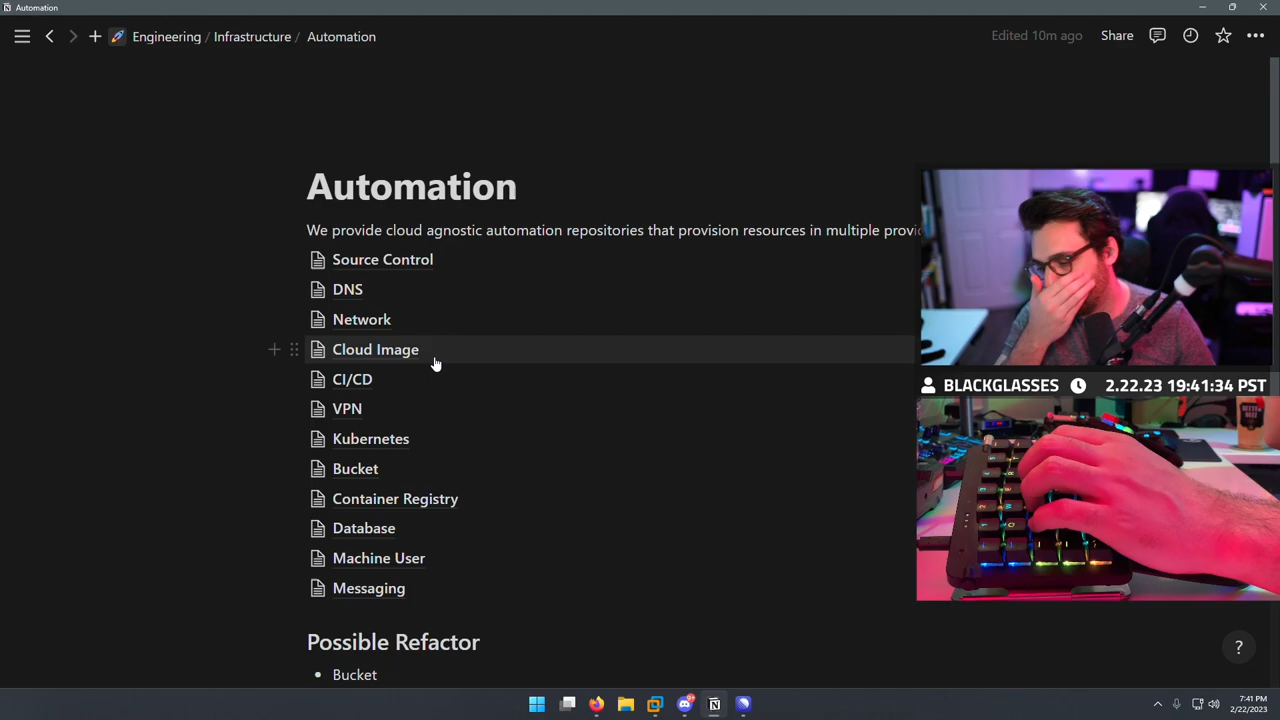 Automation
Engineering / Infrastructure / Automation
Edited 10m ago
Share
Automation
We provide cloud agnostic automation repositories that provision resources in multiple provi
Source Control
DNS
Network
Cloud Image
CI/CD
VPN
Kubernetes
Bucket
Container Registry
Database
Machine User
Messaging
Possible Refactor
• Bucket
BLACKGLASSES 2.22.23 19:41:34 PST
?
7:41 PM
2/22/2023